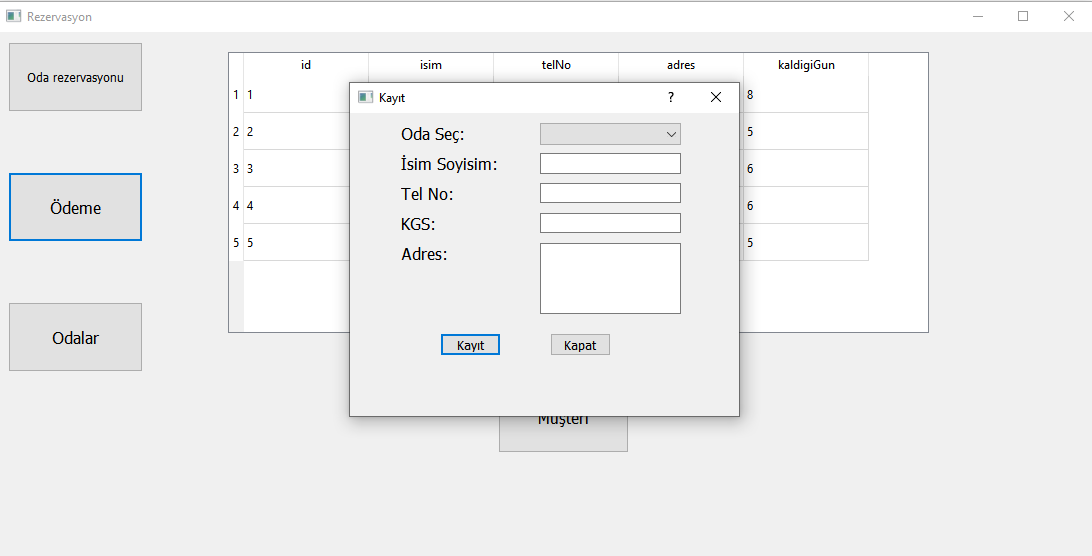 Rezervasyon
Oda rezervasyonu
Ödeme
Odalar
id isim telNo adres kaldigiGun
1 1 8
2 2 5
3 3 6
4 4 6
5 5 5
Kayıt ?
Oda Seç:
İsim Soyisim:
Tel No:
KGS:
Adres:
Kayıt Kapat
Müşteri